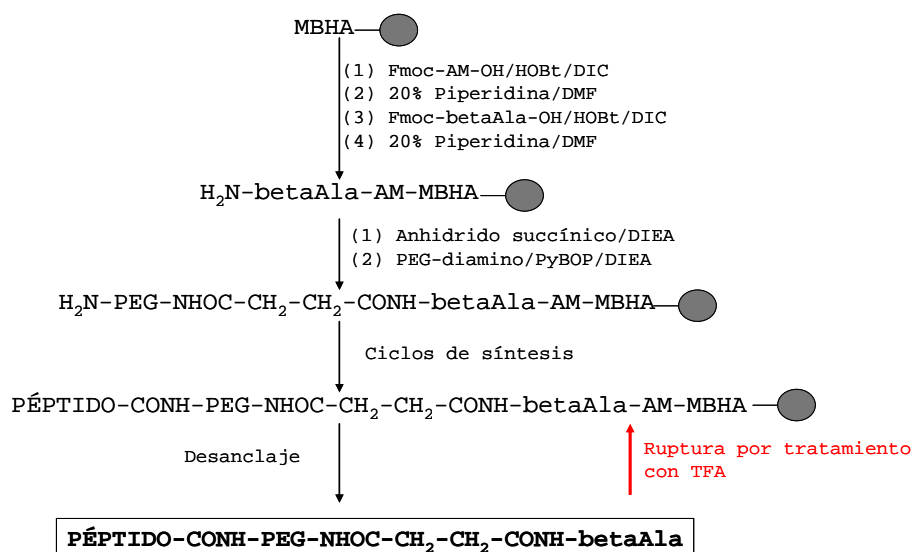 MBHA
(1) Fmoc-AM-OH/HOBt/DIC
(2) 20% Piperidina/DMF
(3) Fmoc-betaAla-OH/HOBt/DIC
(4) 20% Piperidina/DMF
H₂N-betaAla-AM-MBHA
(1) Anhidrido succínico/DIEA
(2) PEG-diamino/PyBOP/DIEA
H₂N-PEG-NHOC-CH₂-CH₂-CONH-betaAla-AM-MBHA
Ciclos de síntesis
PÉPTIDO-CONH-PEG-NHOC-CH₂-CH₂-CONH-betaAla-AM-MBHA
Desanclaje
Ruptura por tratamiento
con TFA
PÉPTIDO-CONH-PEG-NHOC-CH₂-CH₂-CONH-betaAla